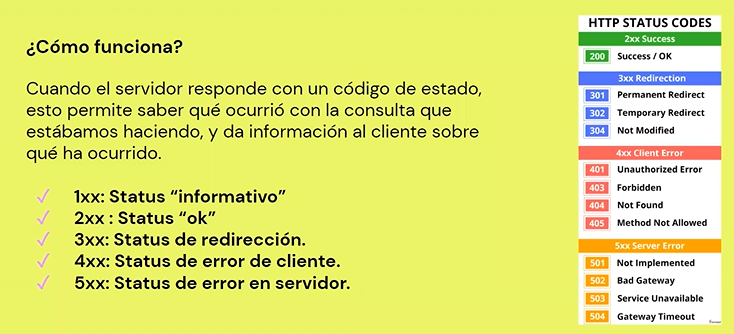 ¿Cómo funciona?
Cuando el servidor responde con un código de estado,
esto permite saber qué ocurrió con la consulta que
estábamos haciendo, y da información al cliente sobre
qué ha ocurrido.
1xx: Status “informativo”
2xx : Status “ok”
3xx: Status de redirección.
4xx: Status de error de cliente.
5xx: Status de error en servidor.
HTTP STATUS CODES
2xx Success
200 Success / OK
3xx Redirection
301 Permanent Redirect
302 Temporary Redirect
304 Not Modified
4xx Client Error
401 Unauthorized Error
403 Forbidden
404 Not Found
405 Method Not Allowed
5xx Server Error
501 Not Implemented
502 Bad Gateway
503 Service Unavailable
504 Gateway Timeout